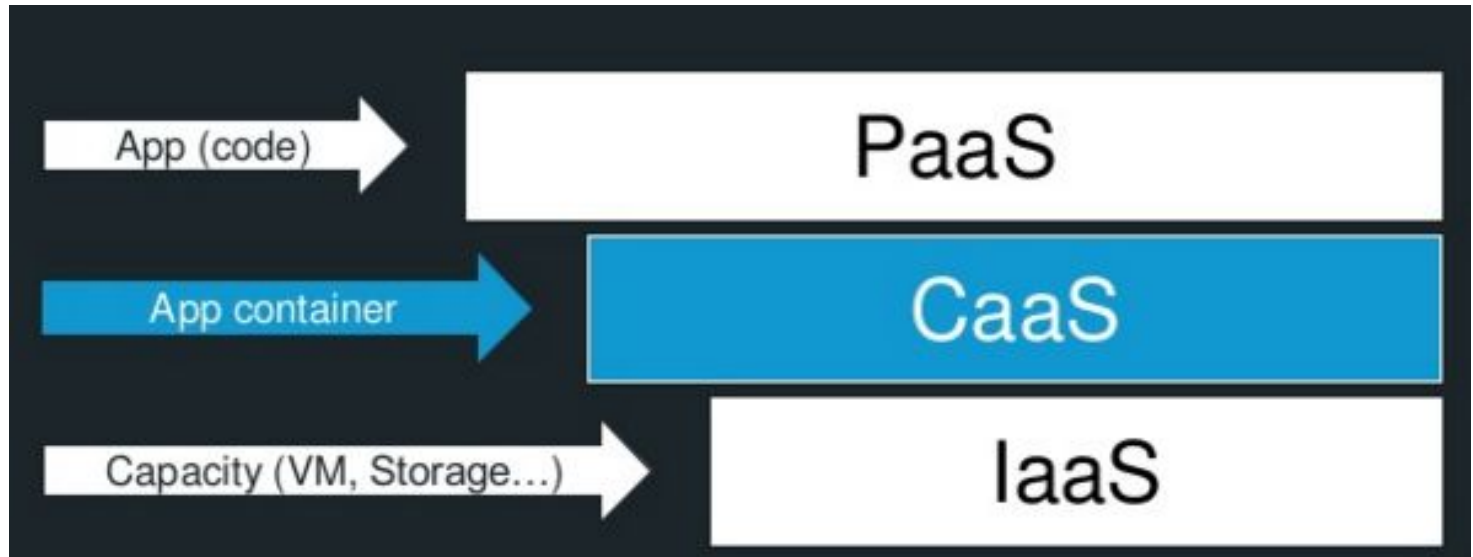 App (code)
PaaS
App container
CaaS
Capacity (VM, Storage...)
IaaS